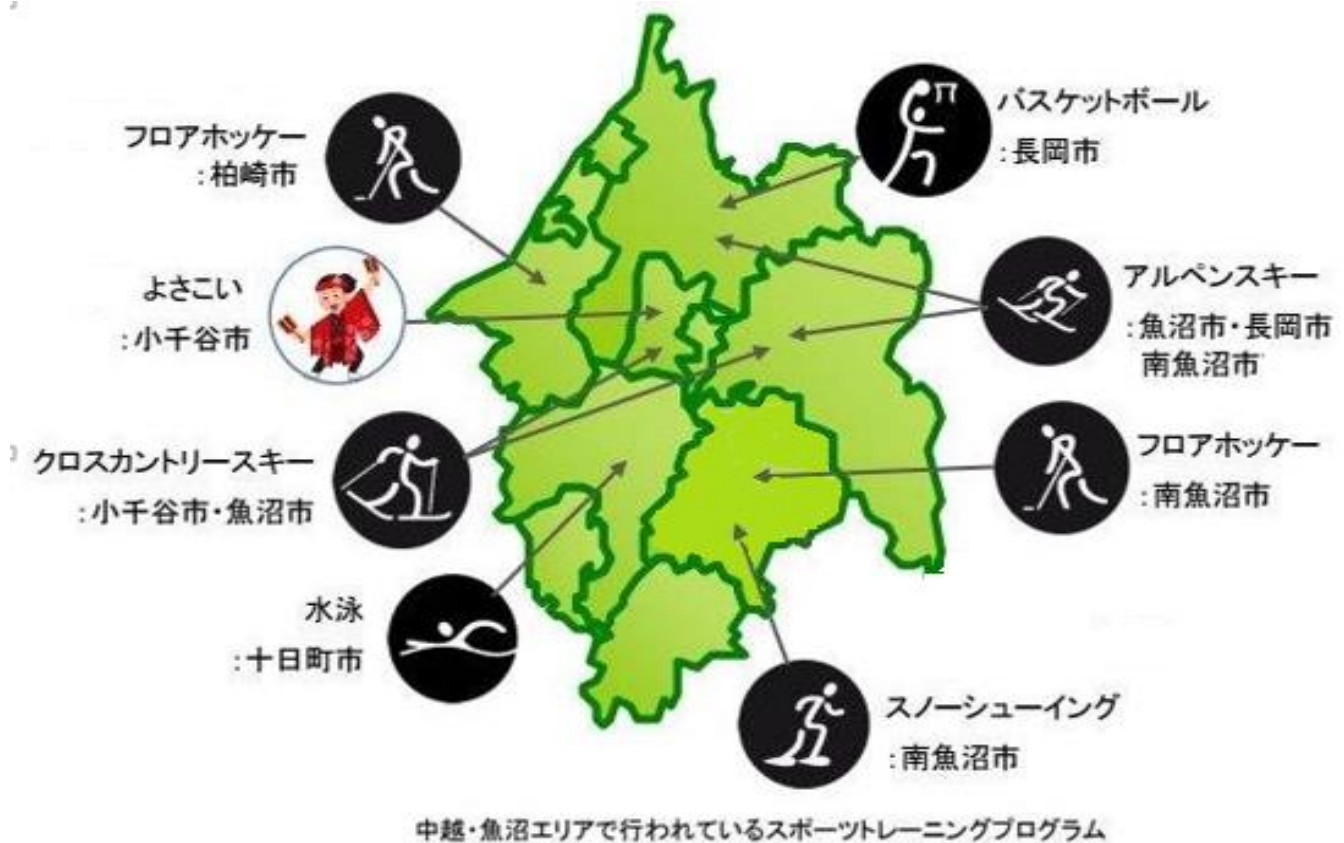 フロアホッケー
：柏崎市
バスケットボール
：長岡市
よさこい
：小千谷市
アルペンスキー
：魚沼市・長岡市
南魚沼市
クロスカントリースキー
：小千谷市・魚沼市
フロアホッケー
：南魚沼市
水泳
：十日町市
スノーシューイング
：南魚沼市
中越・魚沼エリアで行われているスポーツトレーニングプログラム